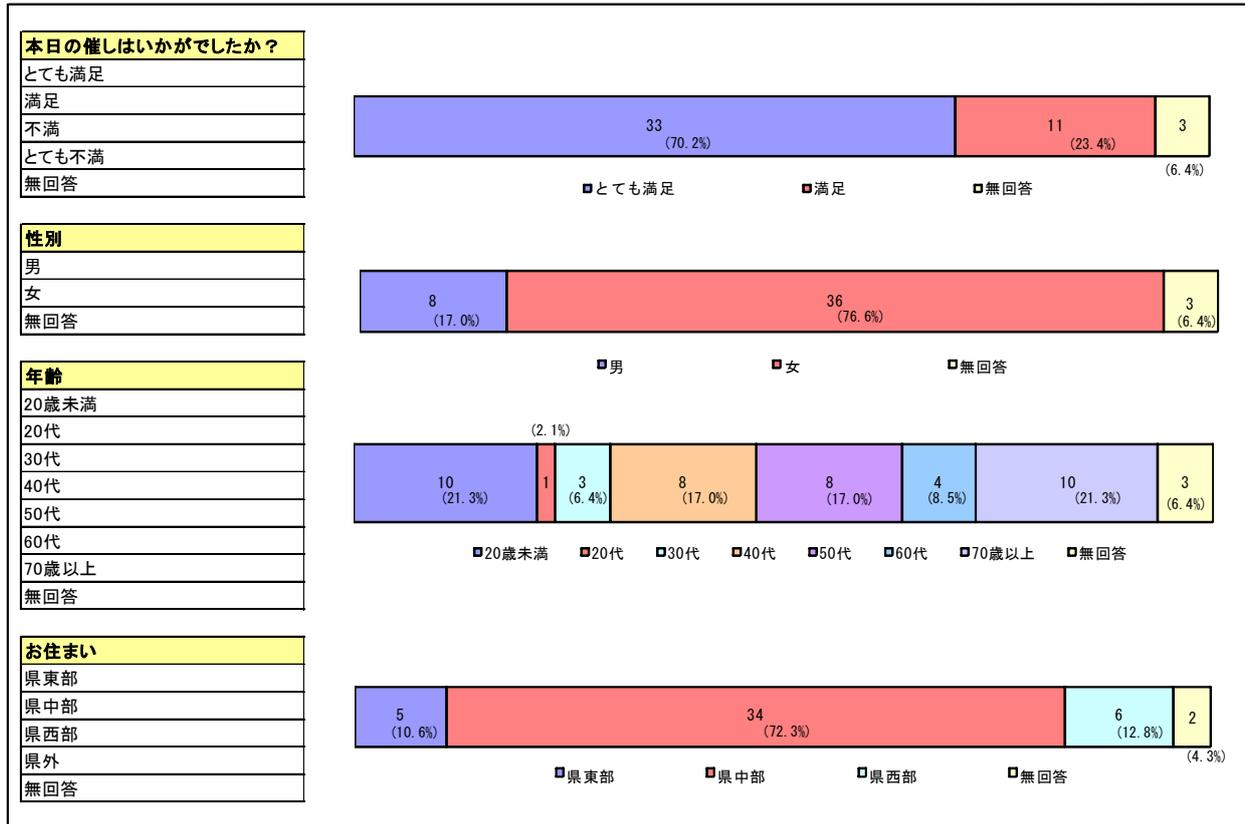 本日の催しはいかがでしたか？
とても満足
満足
不満
とても不満
無回答
33
(70.2%)
11
(23.4%)
3
(6.4%)
とても満足 満足 無回答
性別
男
女
無回答
8
(17.0%)
36
(76.6%)
3
(6.4%)
男 女 無回答
年齢
20歳未満
20代
30代
40代
50代
60代
70歳以上
無回答
10
(21.3%)
(2.1%)
1
3
(6.4%)
8
(17.0%)
8
(17.0%)
4
(8.5%)
10
(21.3%)
3
(6.4%)
20歳未満 20代 30代 40代 50代 60代 70歳以上 無回答
お住まい
県東部
県中部
県西部
県外
無回答
5
(10.6%)
34
(72.3%)
6
(12.8%)
2
(4.3%)
県東部 県中部 県西部 無回答